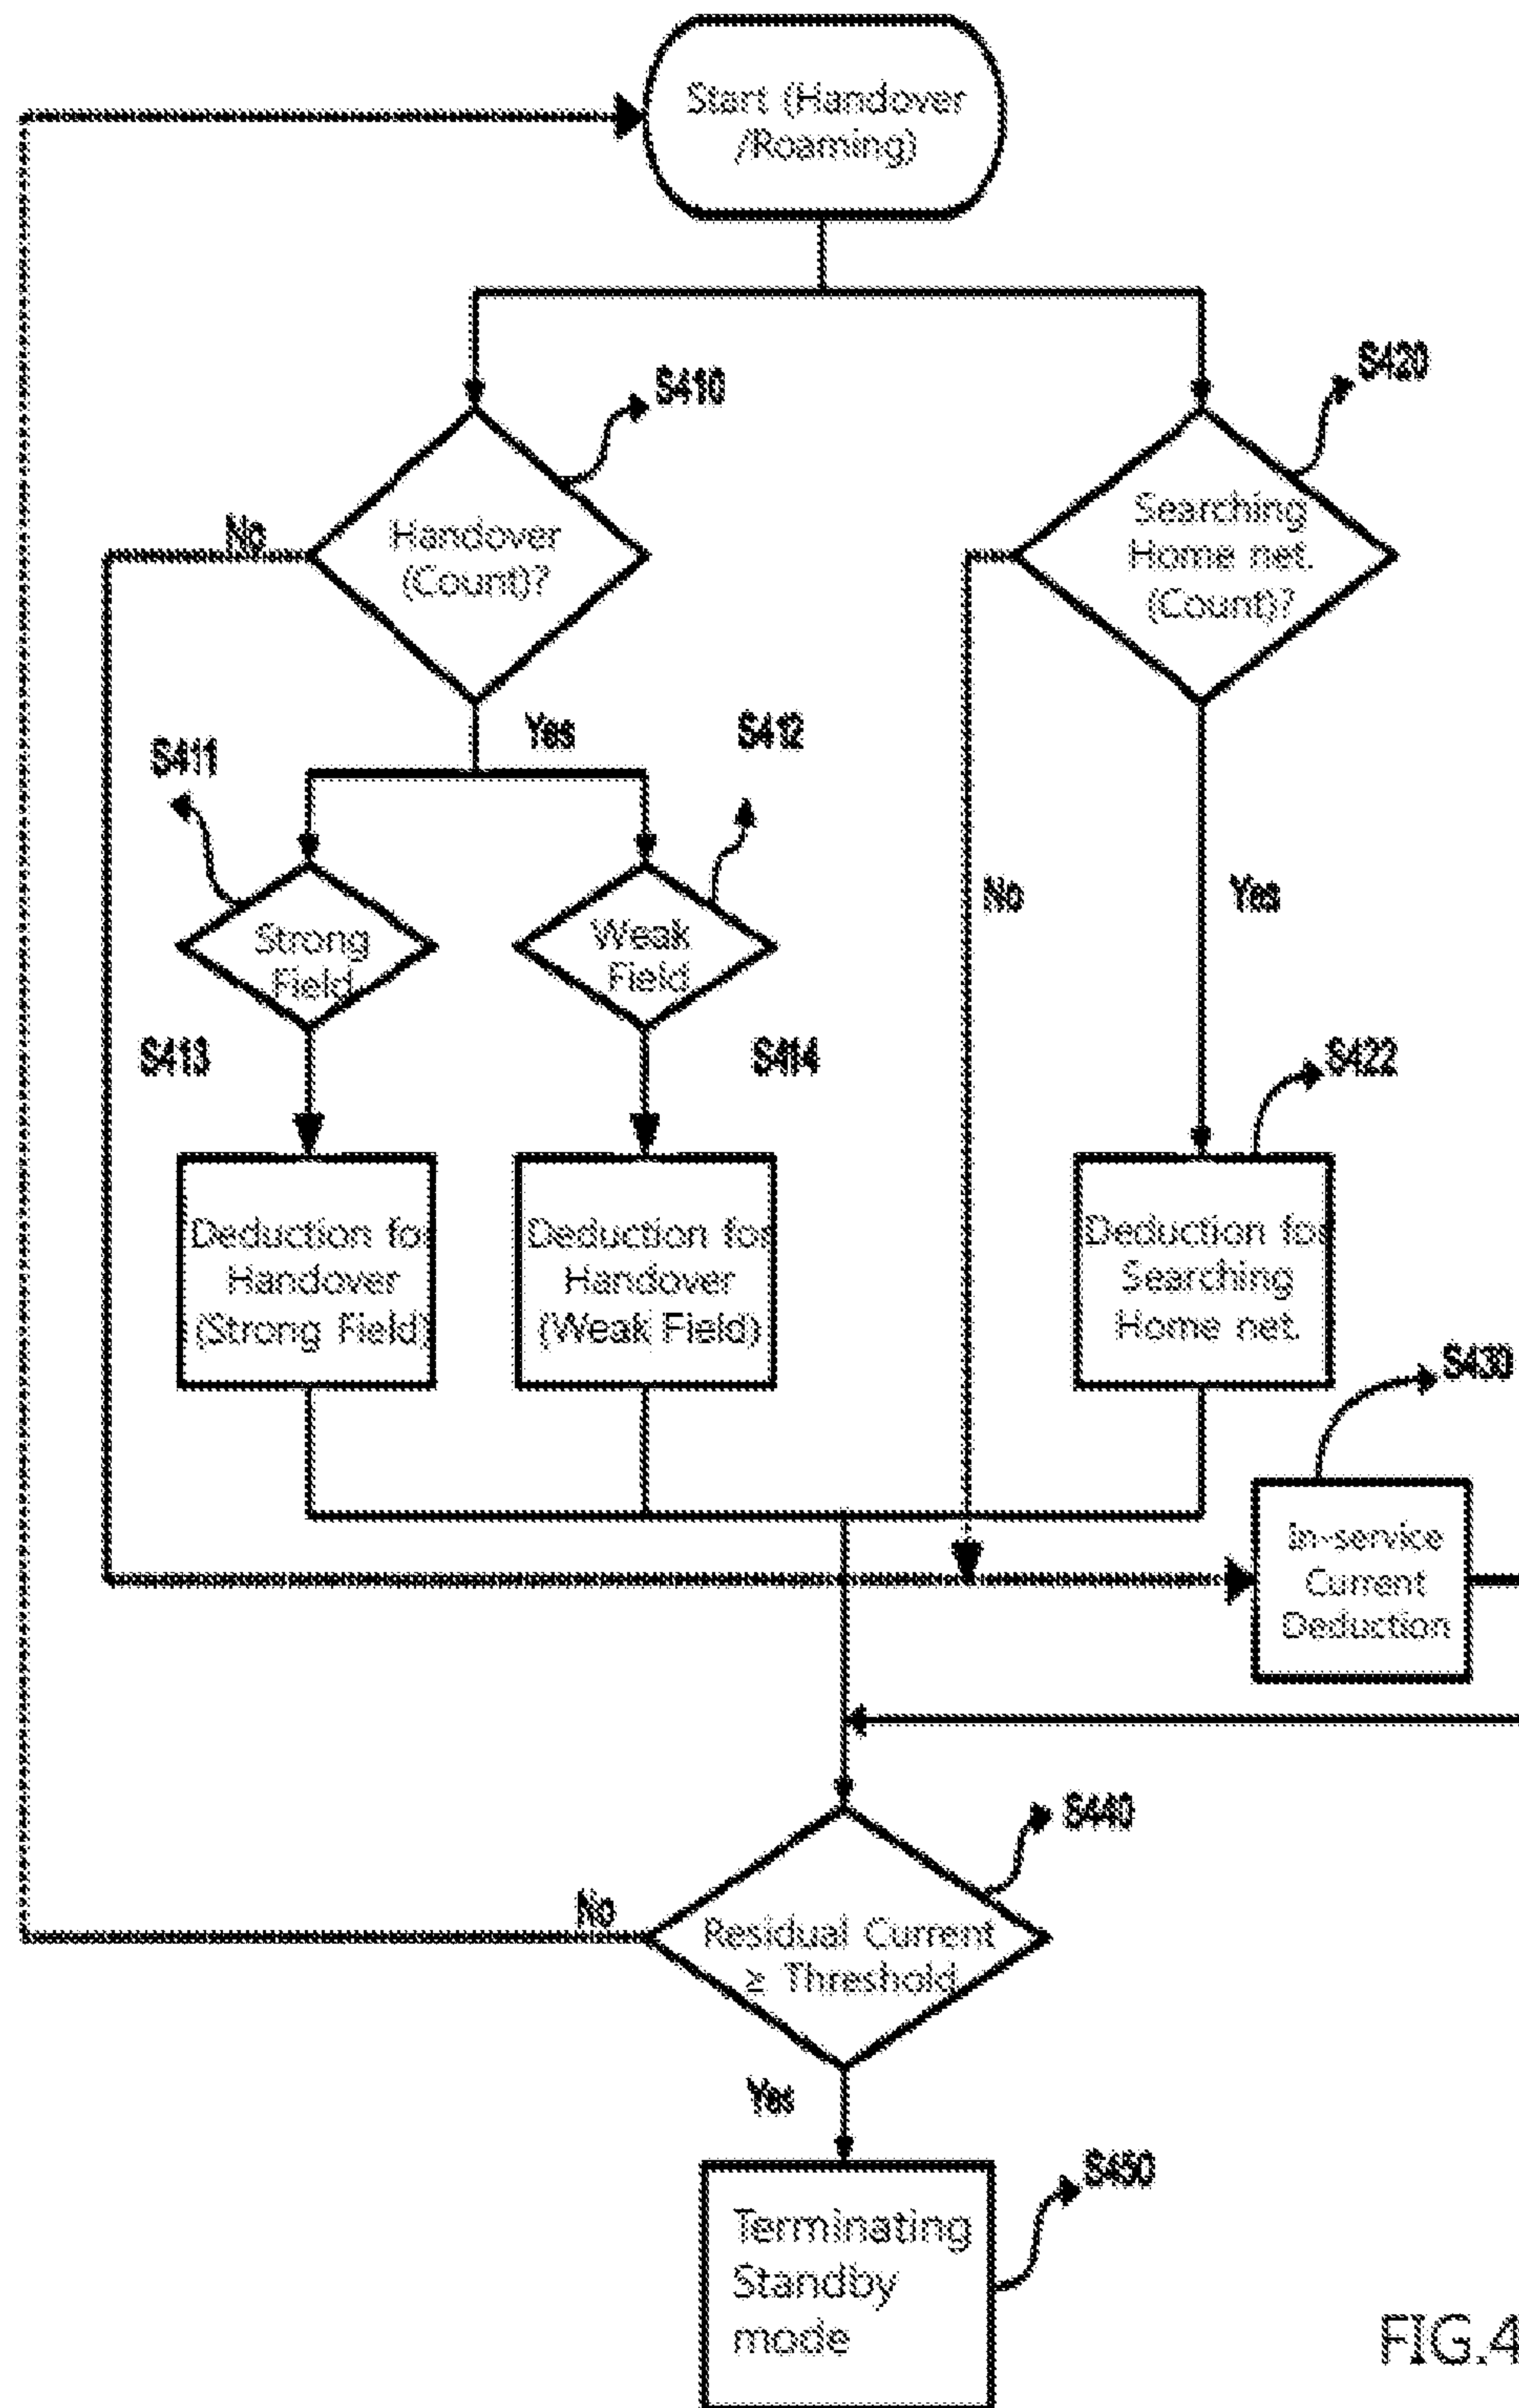 Start (Handover
/Roaming)
S410
S420
No
Handover
(Count)?
Searching
Home net.
(Count)?
Yes
S411
S412
No
Yes
Strong
Field
Weak
Field
S413
S414
S422
Deduction for
Handover
(Strong Field)
Deduction for
Handover
(Weak Field)
Deduction for
Searching
Home net.
S430
In-service
Current
Deduction
S440
No
Residual Current
≥ Threshold
Yes
S450
Terminating
Standby
mode
FIG.4